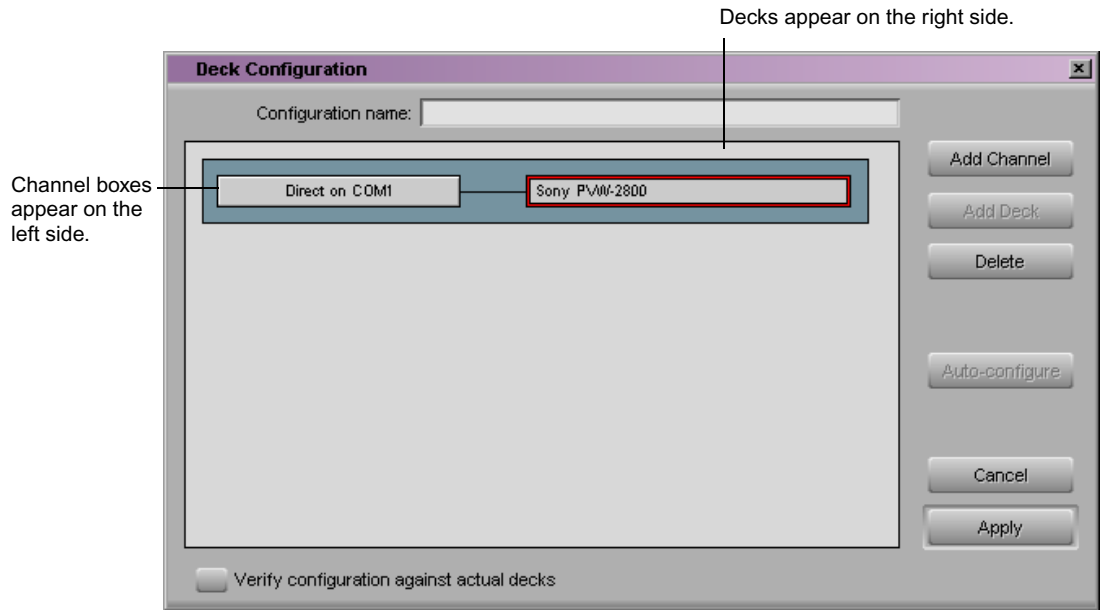 Decks appear on the right side.
Deck Configuration
Configuration name:
Channel boxes
appear on the
left side.
Direct on COM1
Sony PVW-2800
Add Channel
Add Deck
Delete
Auto-configure
Cancel
Apply
Verify configuration against actual decks